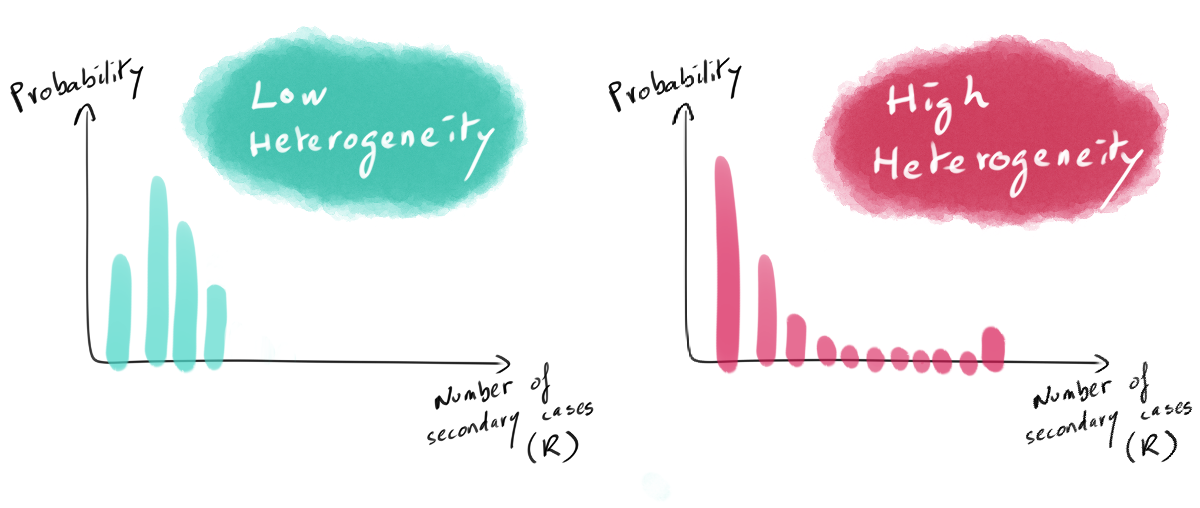 Probability
Low
Heterogeneity
Number of
secondary cases
(R)
Probability
High
Heterogeneity
Number of
secondary cases
(R)